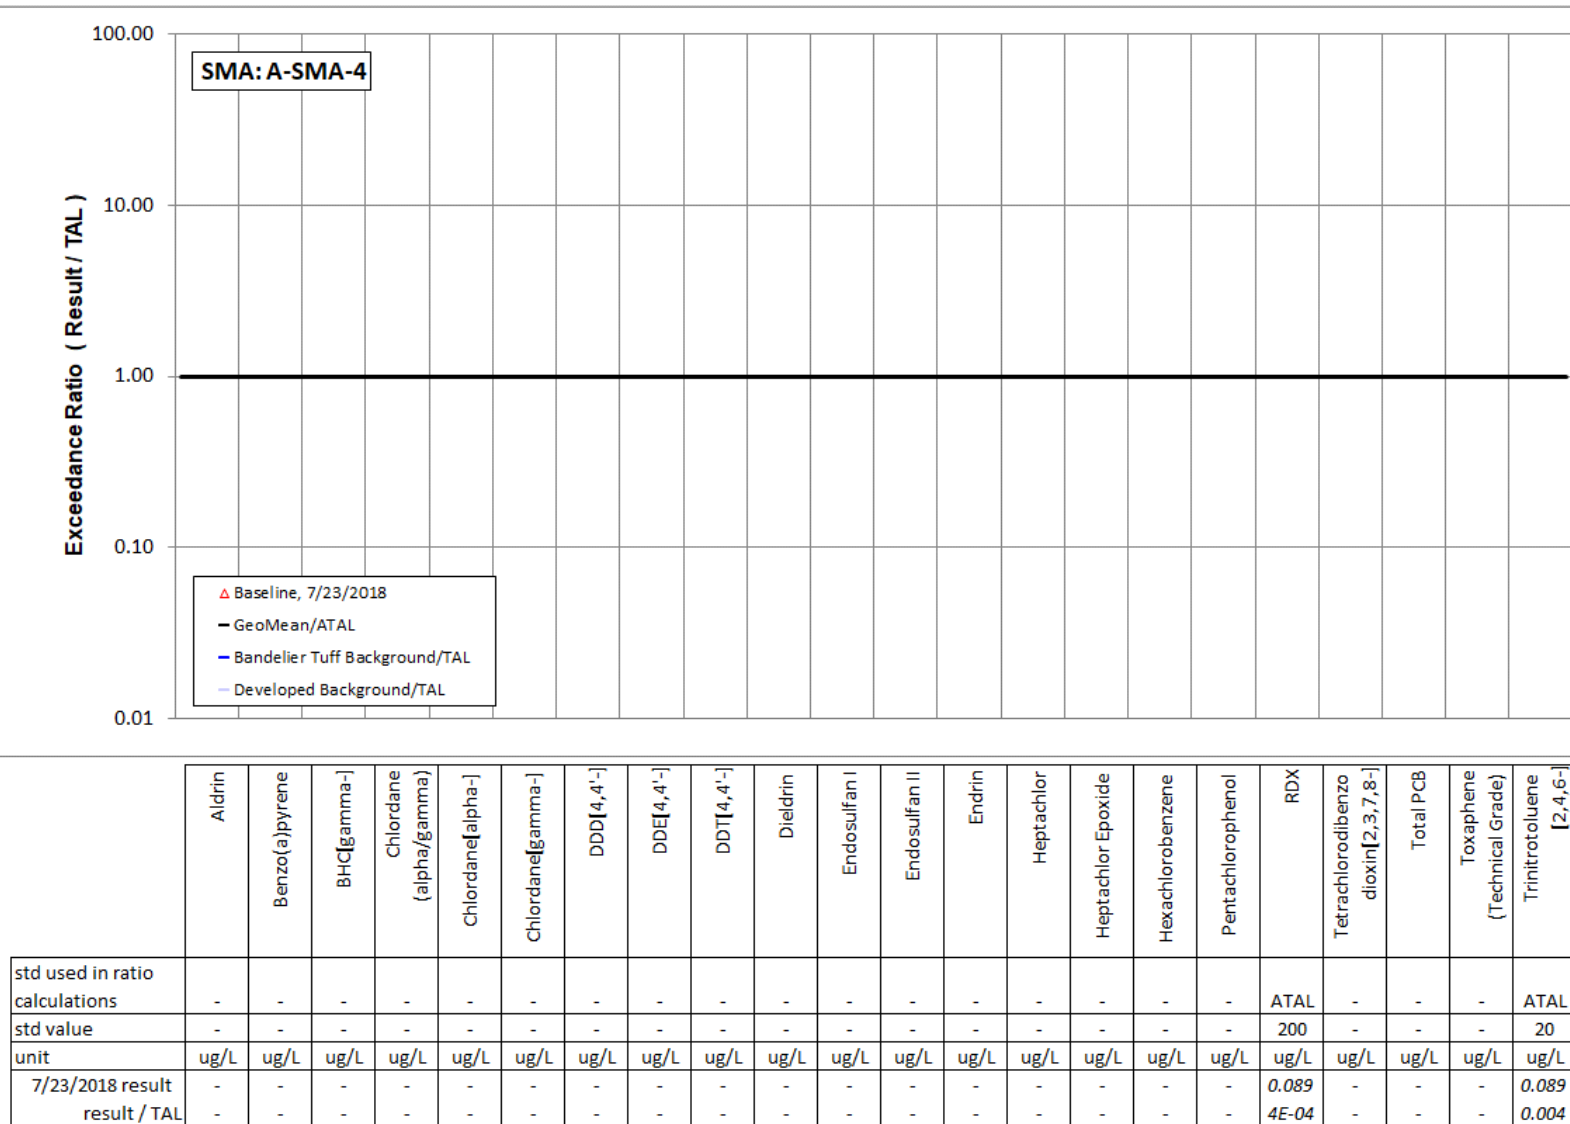 100.00
SMA: A-SMA-4
10.00
1.00
0.10
0.01
Exceedance Ratio ( Result / TAL )
Baseline, 7/23/2018
GeoMean/ATAL
Bandelier Tuff Background/TAL
Developed Background/TAL
Aldrin
Benzo(a)pyrene
BHC[gamma-]
Chlordane
(alpha/gamma)
Chlordane[alpha-]
Chlordane[gamma-]
DDD[4,4'-]
DDE[4,4'-]
DDT[4,4'-]
Dieldrin
Endosulfan I
Endosulfan II
Endrin
Heptachlor
Heptachlor Epoxide
Hexachlorobenzene
Pentachlorophenol
RDX
Tetrachlorodibenzo
dioxin[2,3,7,8-]
Total PCB
Toxaphene
(Technical Grade)
Trinitrotoluene
[2,4,6-]
std used in ratio
calculations - - - - - - - - - - - - - - - - - ATAL - - - ATAL
std value - - - - - - - - - - - - - - - - - 200 - - - 20
unit ug/L ug/L ug/L ug/L ug/L ug/L ug/L ug/L ug/L ug/L ug/L ug/L ug/L ug/L ug/L ug/L ug/L ug/L ug/L ug/L ug/L ug/L
7/23/2018 result - - - - - - - - - - - - - - - - - 0.089 - - - 0.089
result / TAL - - - - - - - - - - - - - - - - - 4E-04 - - - 0.004